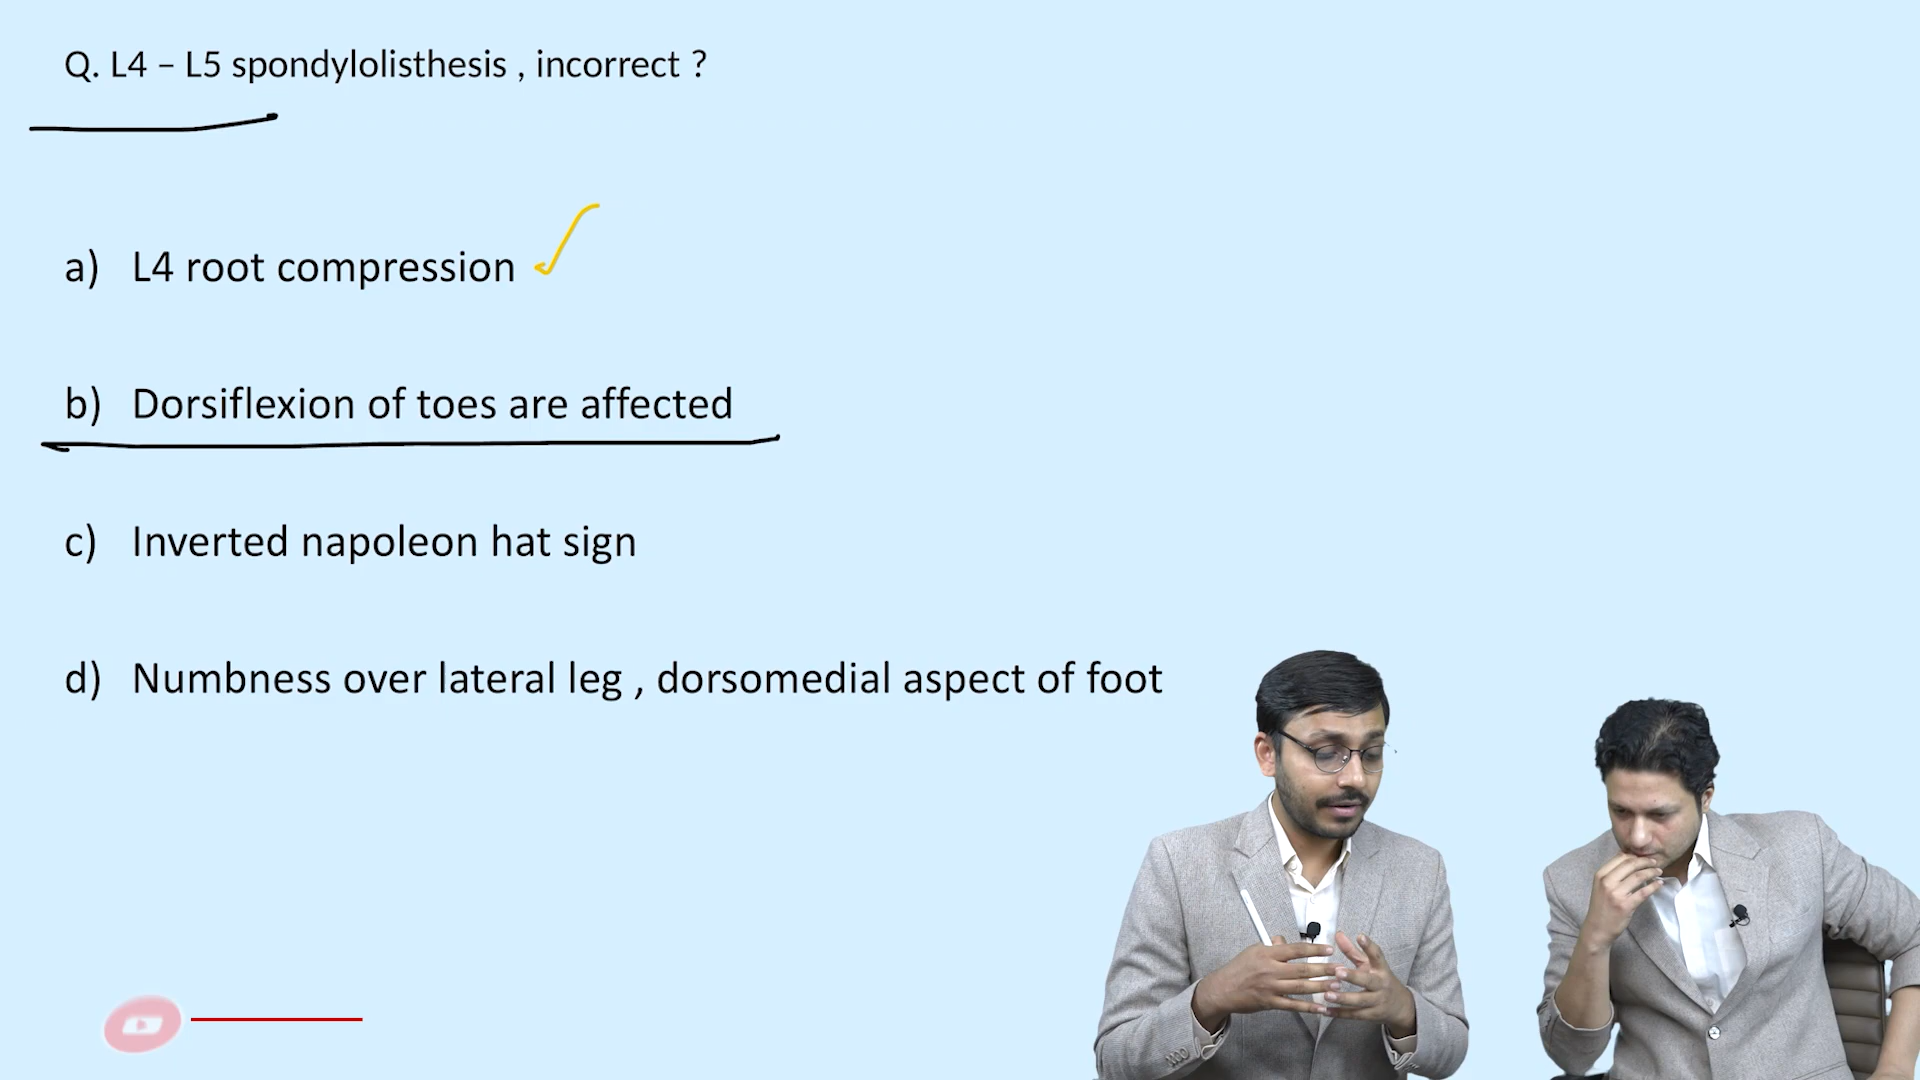 Q. L4 – L5 spondylolisthesis , incorrect ?
a) L4 root compression
b) Dorsiflexion of toes are affected
c) Inverted napoleon hat sign
d) Numbness over lateral leg , dorsomedial aspect of foot